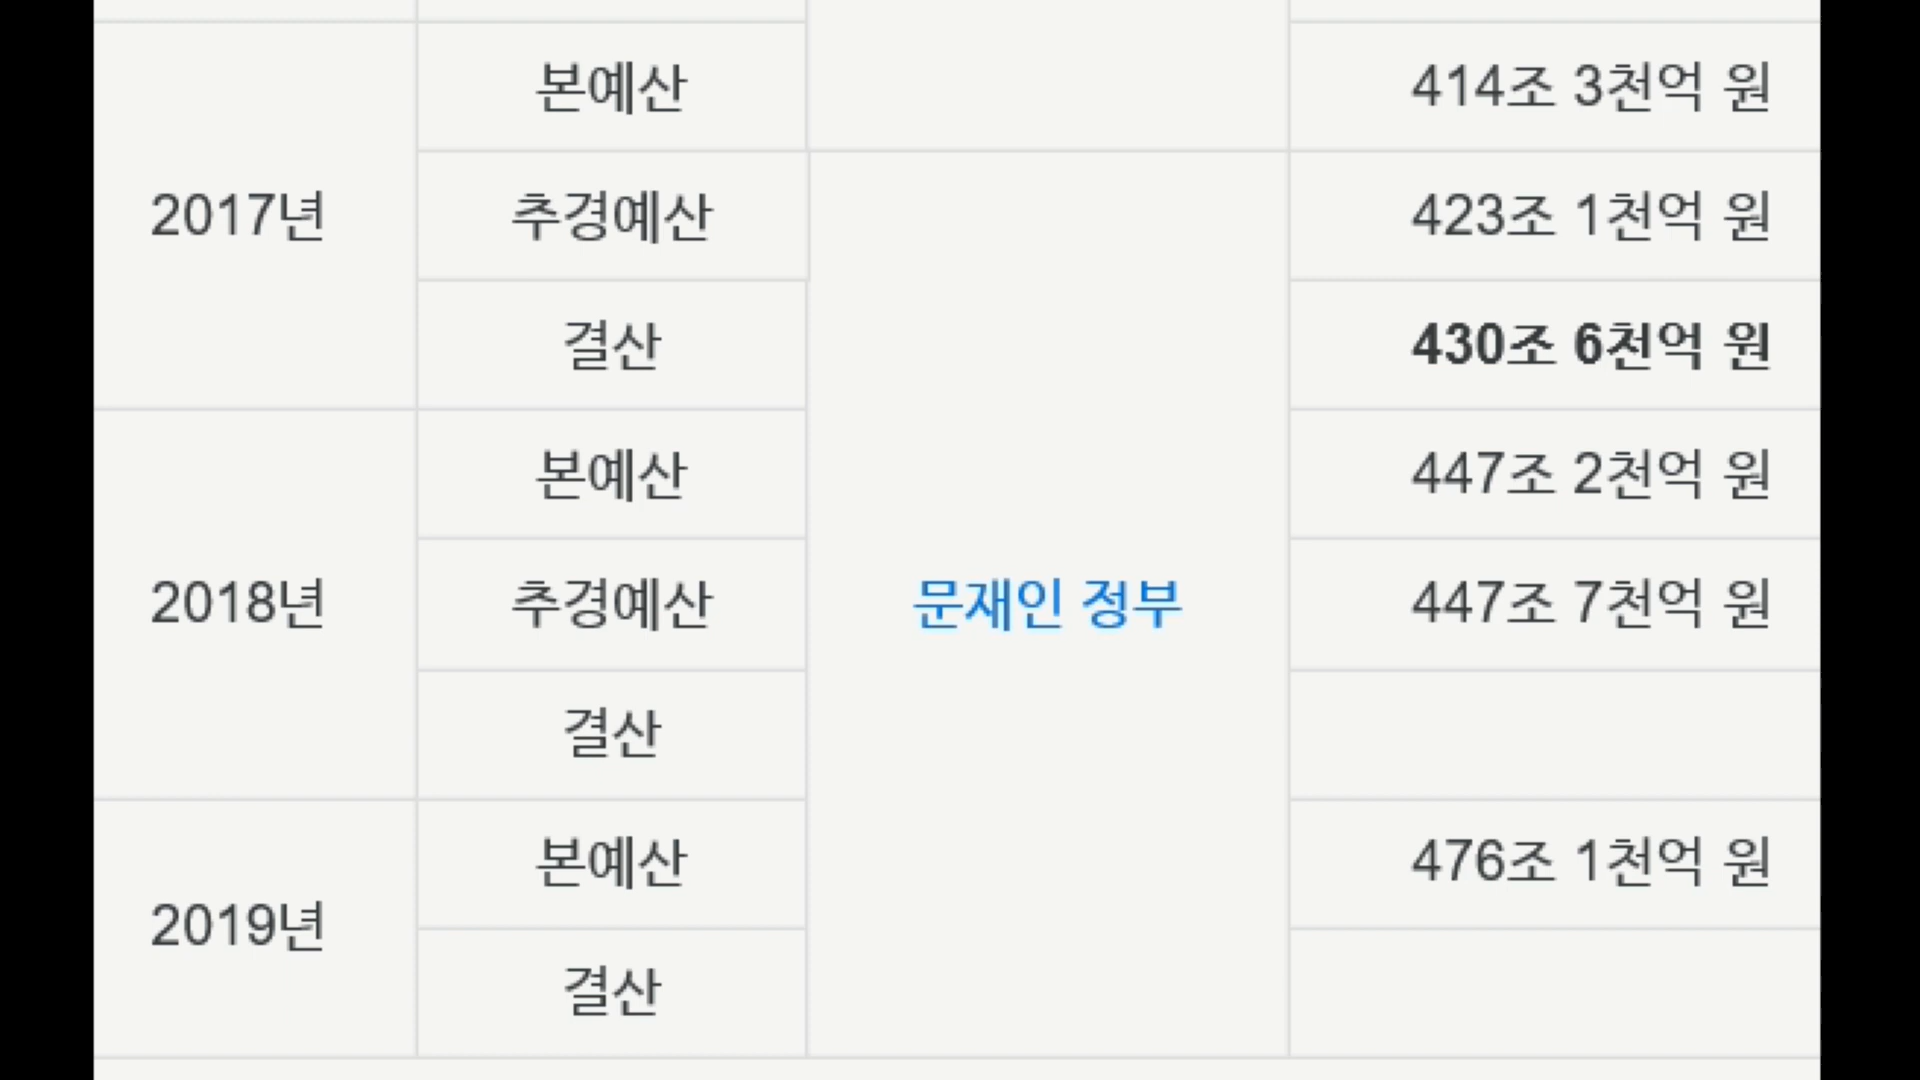 본예산 414조 3천억 원
2017년 추경예산 423조 1천억 원
결산 430조 6천억 원
본예산 447조 2천억 원
2018년 추경예산 문재인 정부 447조 7천억 원
결산
본예산 476조 1천억 원
2019년
결산